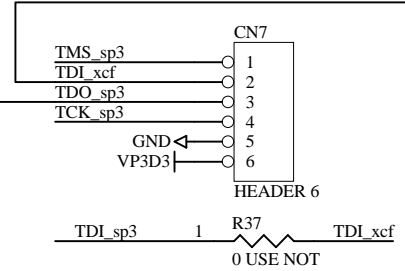 CN7
TMS_sp3 1
TDI_xcf 2
TDO_sp3 3
TCK_sp3 4
GND 5
VP3D3 6
HEADER 6
R37
TDI_sp3 1 TDI_xcf
0 USE NOT